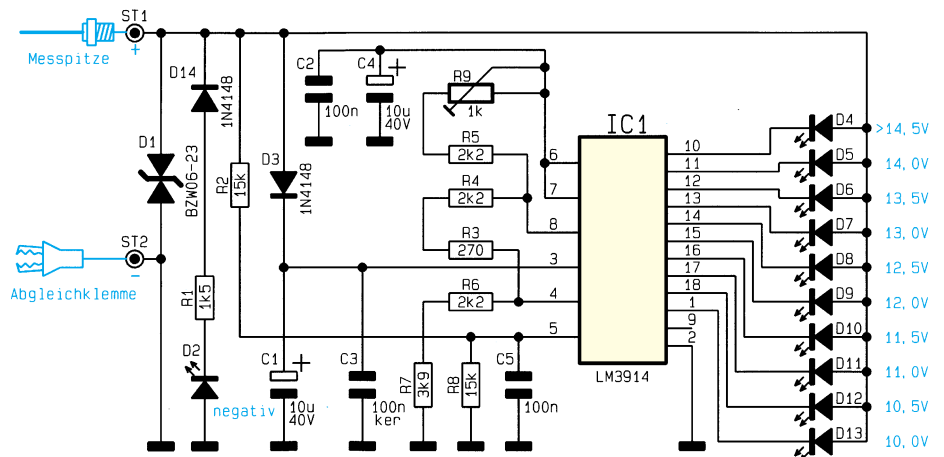 ST1
+
Messpitze
D14
1N4148
D1
BZW06-23
R2
15k
D3
1N4148
C2
100n
C4
+
10u
40V
R9
1k
R5
2k2
R4
2k2
R3
270
R6
2k2
IC1
LM3914
6
7
8
3
4
5
10
11
12
13
14
15
16
17
18
1
9
2
D4
>14,5V
D5
14,0V
D6
13,5V
D7
13,0V
D8
12,5V
D9
12,0V
D10
11,5V
D11
11,0V
D12
10,5V
D13
10,0V
ST2
−
Abgleichklemme
R1
1k5
D2
negativ
C1
+
10u
40V
C3
100n
ker
R7
3k9
R8
15k
C5
100n